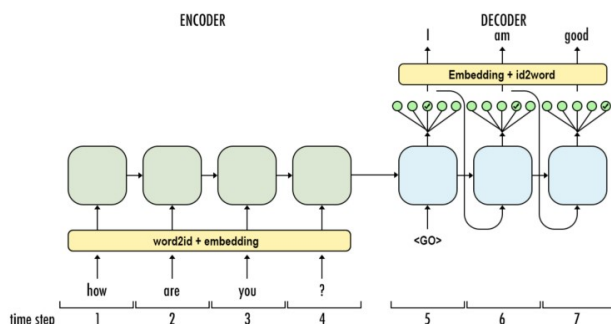 ENCODER
DECODER
I am good
Embedding + id2word
word2id + embedding
<GO>
how are you ?
time step 1 2 3 4 5 6 7